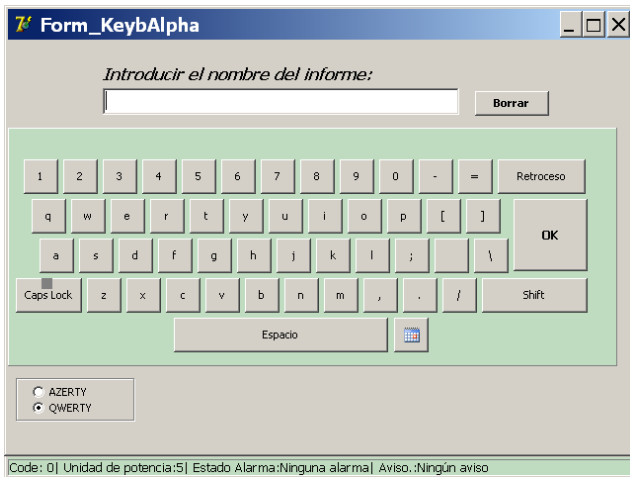 Form_KeybAlpha
Introducir el nombre del informe:
Borrar
1 2 3 4 5 6 7 8 9 0 - = Retroceso
q w e r t y u i o p [ ]
OK
a s d f g h j k l ; \
Caps Lock z x c v b n m , . / Shift
Espacio
AZERTY
QWERTY
Code: 0| Unidad de potencia:5| Estado Alarma:Ninguna alarma| Aviso.:Ningún aviso